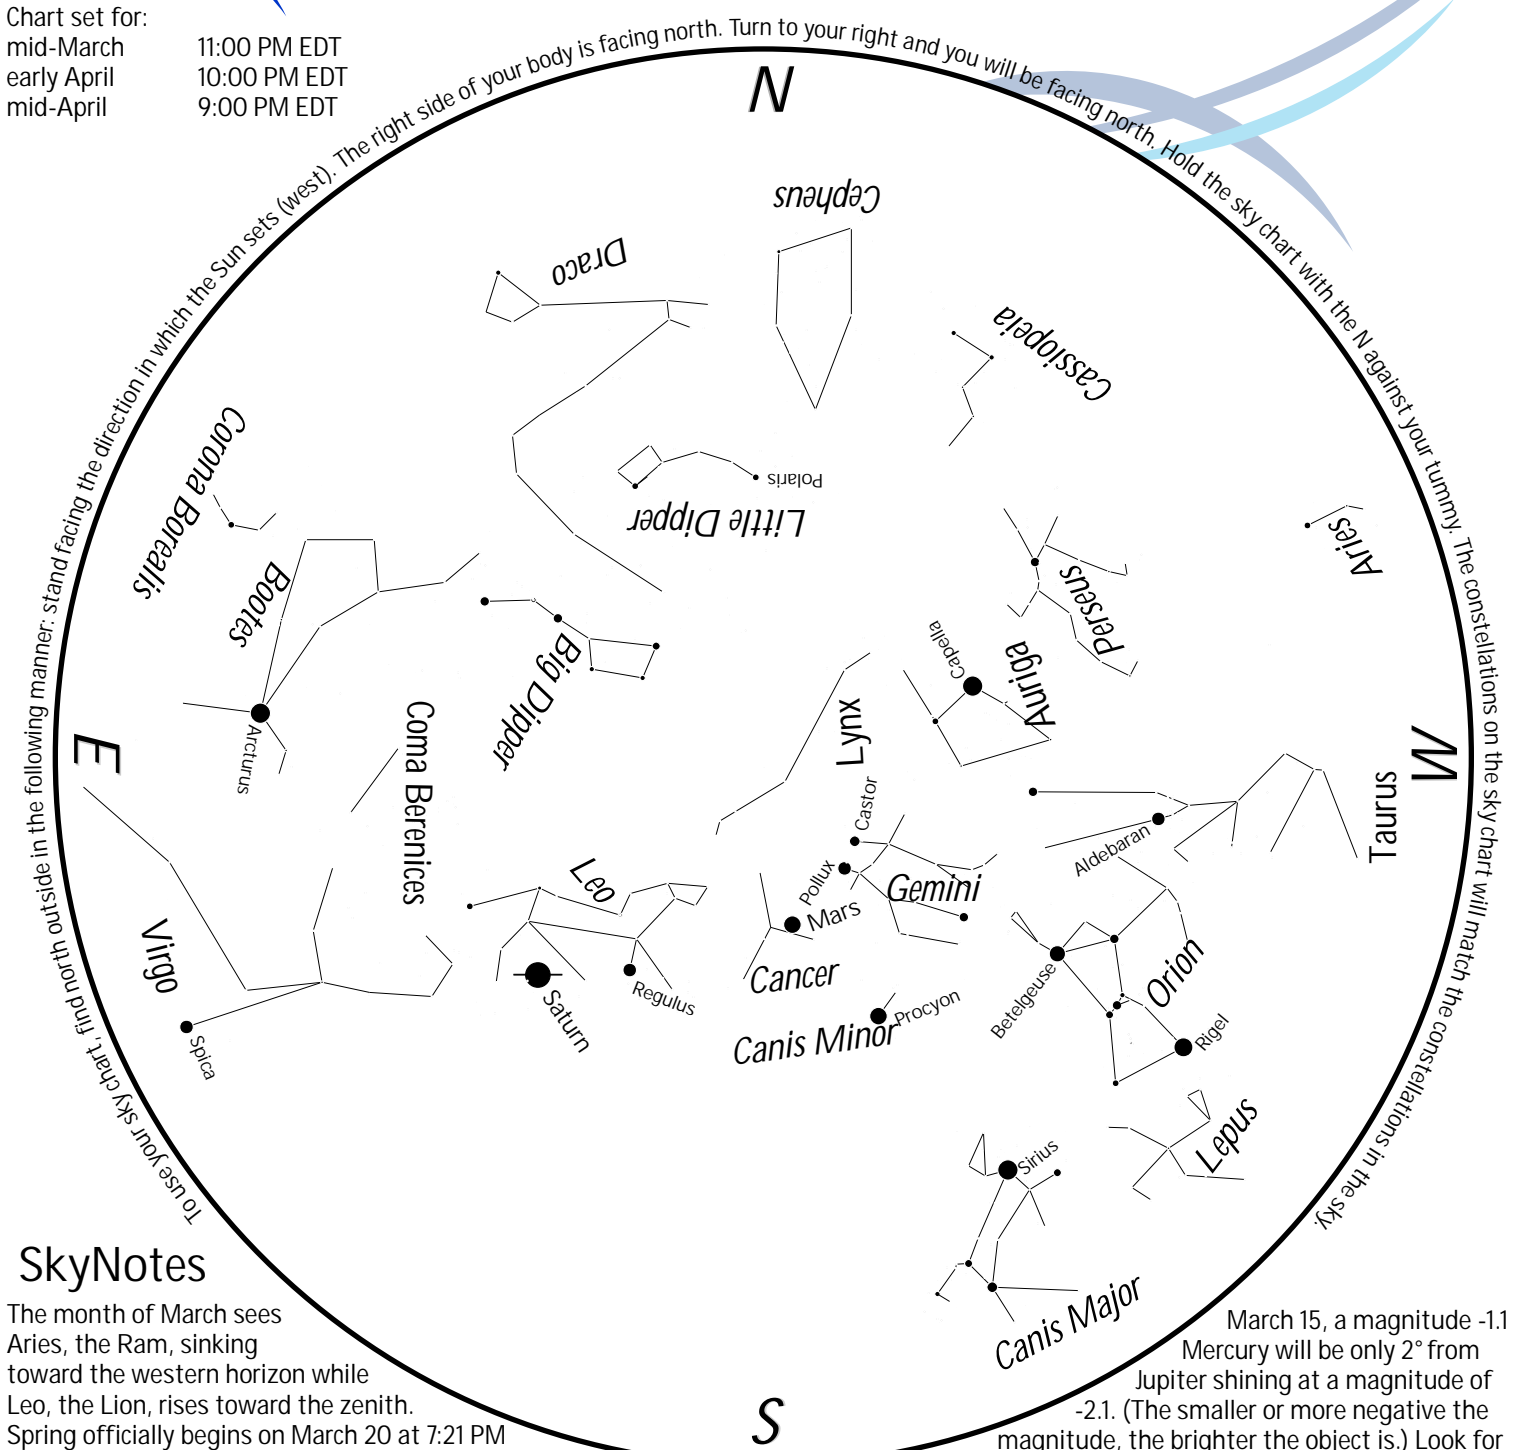 Chart set for:
mid-March 11:00 PM EDT
early April 10:00 PM EDT
mid-April 9:00 PM EDT
To use your sky chart, find north outside in the following manner: stand facing the direction in which the Sun sets (west). The right side of your body is facing north. Turn to your right and you will be facing north. Hold the sky chart with the N against your tummy. The constellations on the sky chart will match the constellations in the sky.
N
Cepheus
Draco
Cassiopeia
Corona Borealis
Polaris
Little Dipper
Aries
Bootes
Perseus
Capella
Auriga
Big Dipper
Arcturus
E
Coma Berenices
Lynx
W
Taurus
Castor
Aldebaran
Pollux
Gemini
Leo
Mars
Virgo
Cancer
Regulus
Saturn
Procyon
Canis Minor
Betelgeuse
Orion
Rigel
Spica
Lepus
Sirius
Canis Major
S
SkyNotes
The month of March sees
Aries, the Ram, sinking
toward the western horizon while
Leo, the Lion, rises toward the zenith.
Spring officially begins on March 20 at 7:21 PM
March 15, a magnitude -1.1
Mercury will be only 2° from
Jupiter shining at a magnitude of
-2.1. (The smaller or more negative the
magnitude, the brighter the object is.) Look for